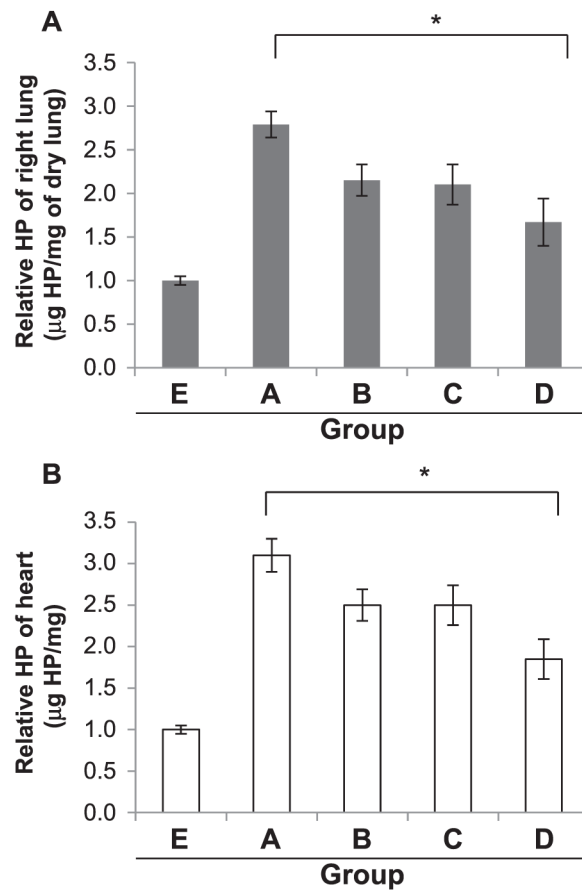 A
*
Relative HP of right lung
(μg HP/mg of dry lung)
3.5
3.0
2.5
2.0
1.5
1.0
0.5
0.0
E A B C D
Group
B
*
Relative HP of heart
(μg HP/mg)
3.5
3.0
2.5
2.0
1.5
1.0
0.5
0.0
E A B C D
Group